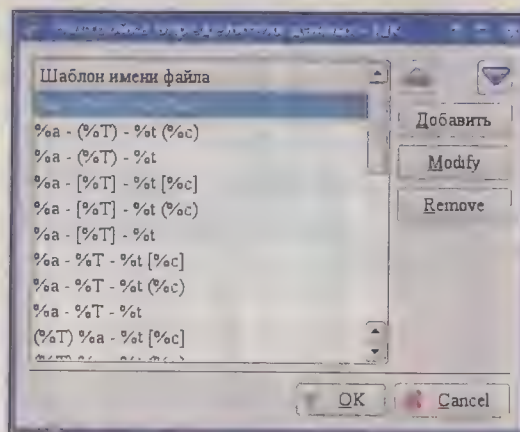 Шаблон имени файла
%a - (%T) - %t (%c)
%a - (%T) - %t
%a - [%T] - %t [%c]
%a - [%T] - %t (%c)
%a - [%T] - %t
%a - %T - %t [%c]
%a - %T - %t (%c)
%a - %T - %t
(%T) %a - %t [%c]
Добавить
Modify
Remove
OK
Cancel